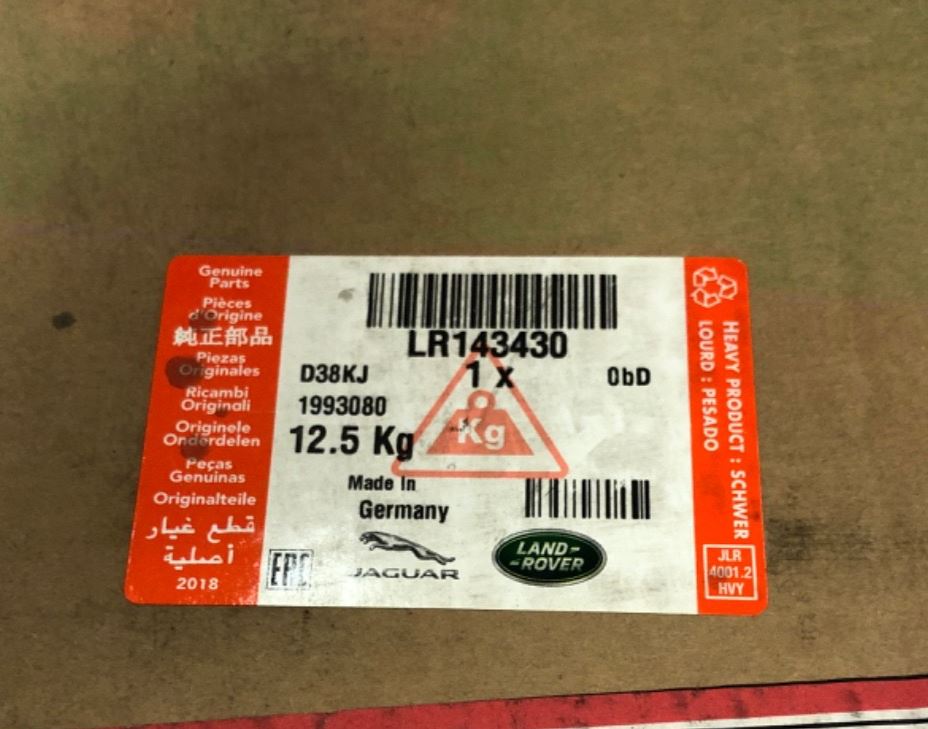 Genuine
Parts
Pièces
d'Origine
純正部品
Piezas
Originales
Ricambi
Originali
Originele
Onderdelen
Peças
Genuinas
Originalteile
قطع غيار
أصلية
2018
LR143430
D38KJ
1 x
0bD
1993080
12.5 Kg
Kg
Made In
Germany
EAC
JAGUAR
LAND-
-ROVER
HEAVY PRODUCT : SCHWER
LOURD : PESADO
JLR
4001.2
HVY